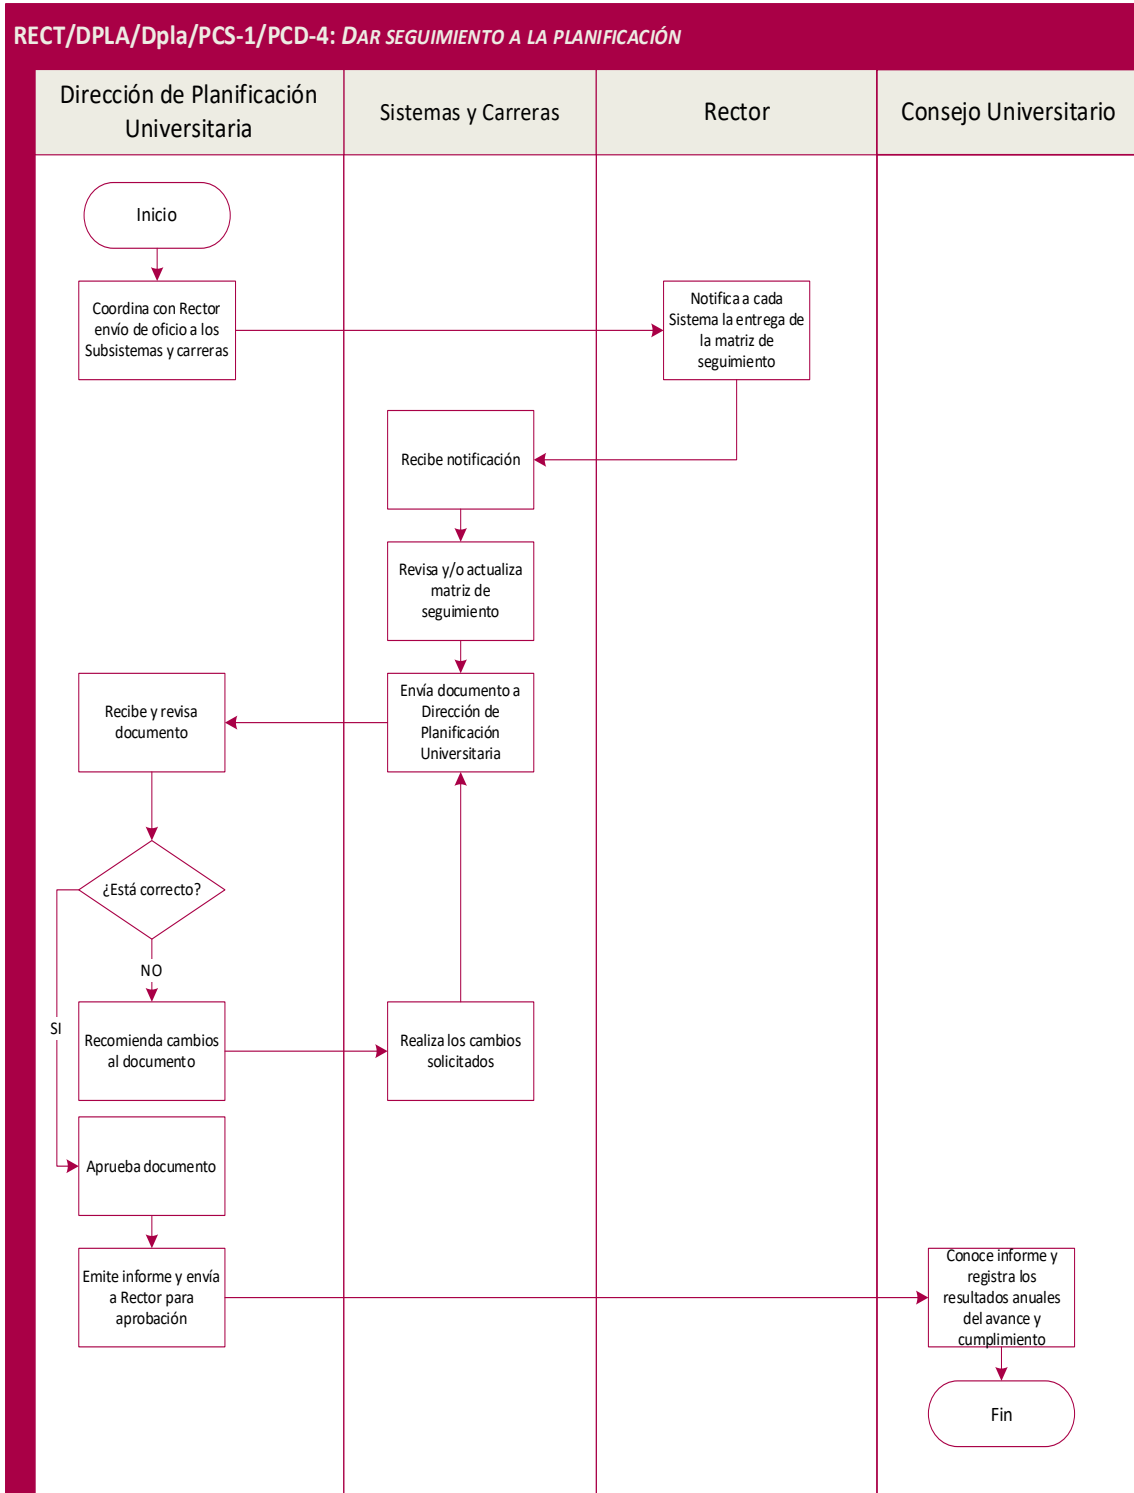 RECT/DPLA/Dpla/PCS-1/PCD-4: DAR SEGUIMIENTO A LA PLANIFICACIÓN
Dirección de Planificación
Universitaria
Sistemas y Carreras
Rector
Consejo Universitario
Inicio
Coordina con Rector
envío de oficio a los
Subsistemas y carreras
Notifica a cada
Sistema la entrega de
la matriz de
seguimiento
Recibe notificación
Revisa y/o actualiza
matriz de
seguimiento
Envía documento a
Dirección de
Planificación
Universitaria
Recibe y revisa
documento
¿Está correcto?
NO
SI
Recomienda cambios
al documento
Realiza los cambios
solicitados
Aprueba documento
Emite informe y envía
a Rector para
aprobación
Conoce informe y
registra los
resultados anuales
del avance y
cumplimiento
Fin